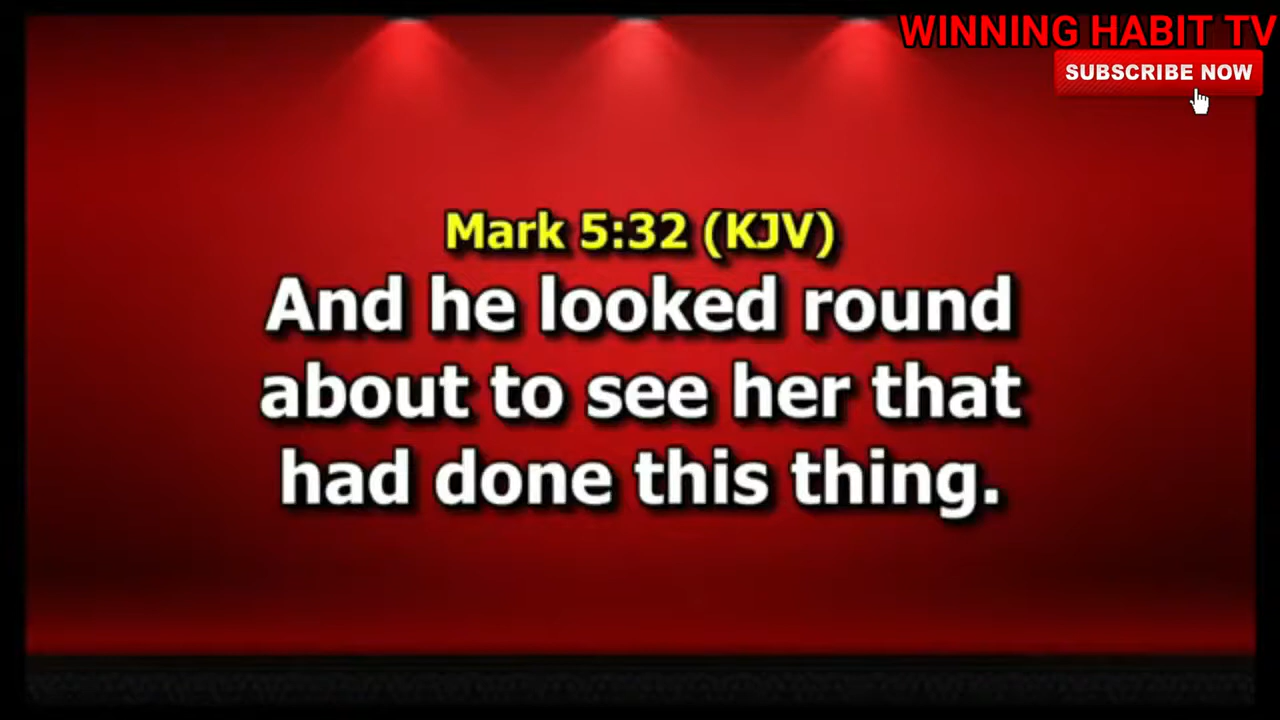 WINNING HABIT TV
SUBSCRIBE NOW
Mark 5:32 (KJV)
And he looked round
about to see her that
had done this thing.